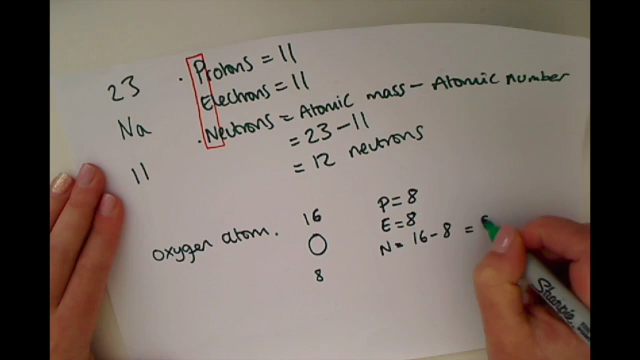 23
Na
11
. Protons = 11
Electrons = 11
. Neutrons = Atomic mass - Atomic number
= 23 - 11
= 12 neutrons
oxygen atom.
16
O
8
P = 8
E = 8
N = 16 - 8 =
Sharpie